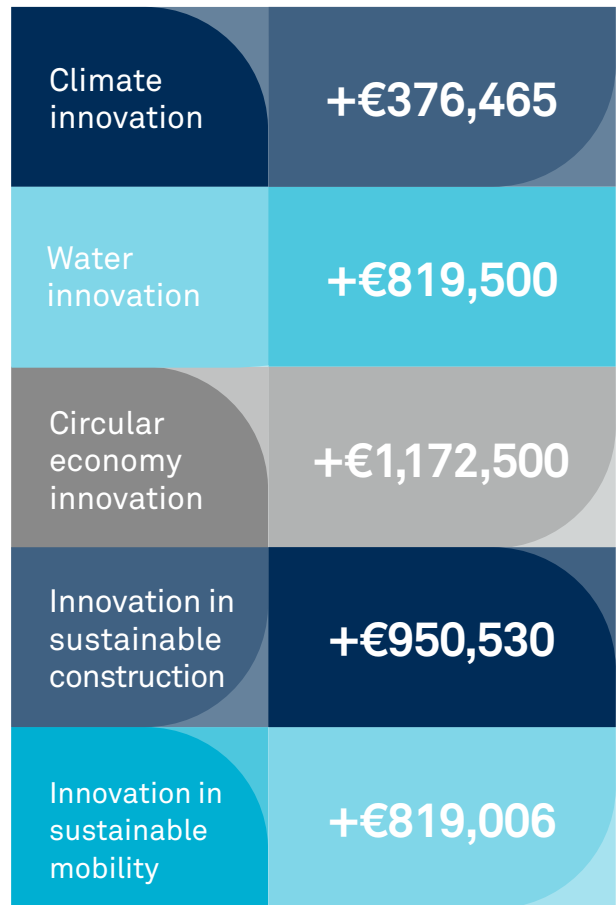 Climate
innovation
+€376,465
Water
innovation
+€819,500
Circular
economy
innovation
+€1,172,500
Innovation in
sustainable
construction
+€950,530
Innovation in
sustainable
mobility
+€819,006